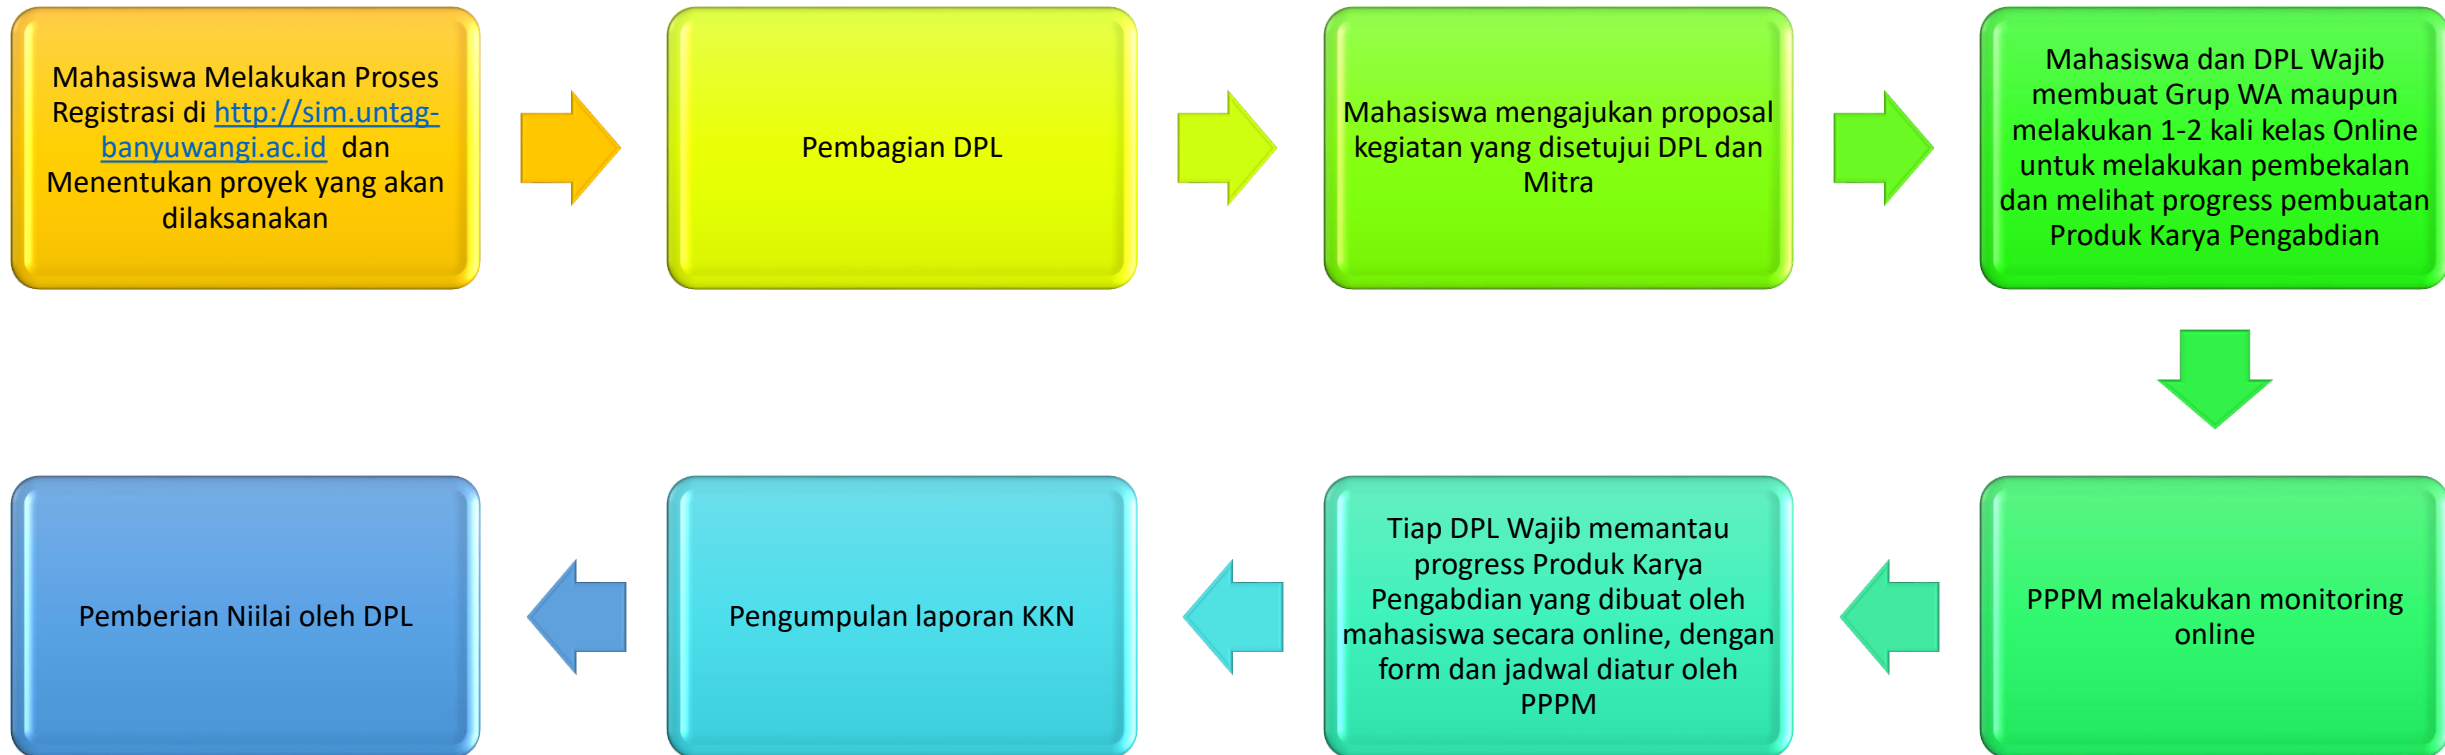 Mahasiswa Melakukan Proses
Registrasi di http://sim.untag-
banyuwangi.ac.id dan
Menentukan proyek yang akan
dilaksanakan
Pembagian DPL
Mahasiswa mengajukan proposal
kegiatan yang disetujui DPL dan
Mitra
Mahasiswa dan DPL Wajib
membuat Grup WA maupun
melakukan 1-2 kali kelas Online
untuk melakukan pembekalan
dan melihat progress pembuatan
Produk Karya Pengabdian
PPPM melakukan monitoring
online
Tiap DPL Wajib memantau
progress Produk Karya
Pengabdian yang dibuat oleh
mahasiswa secara online, dengan
form dan jadwal diatur oleh
PPPM
Pengumpulan laporan KKN
Pemberian Niilai oleh DPL